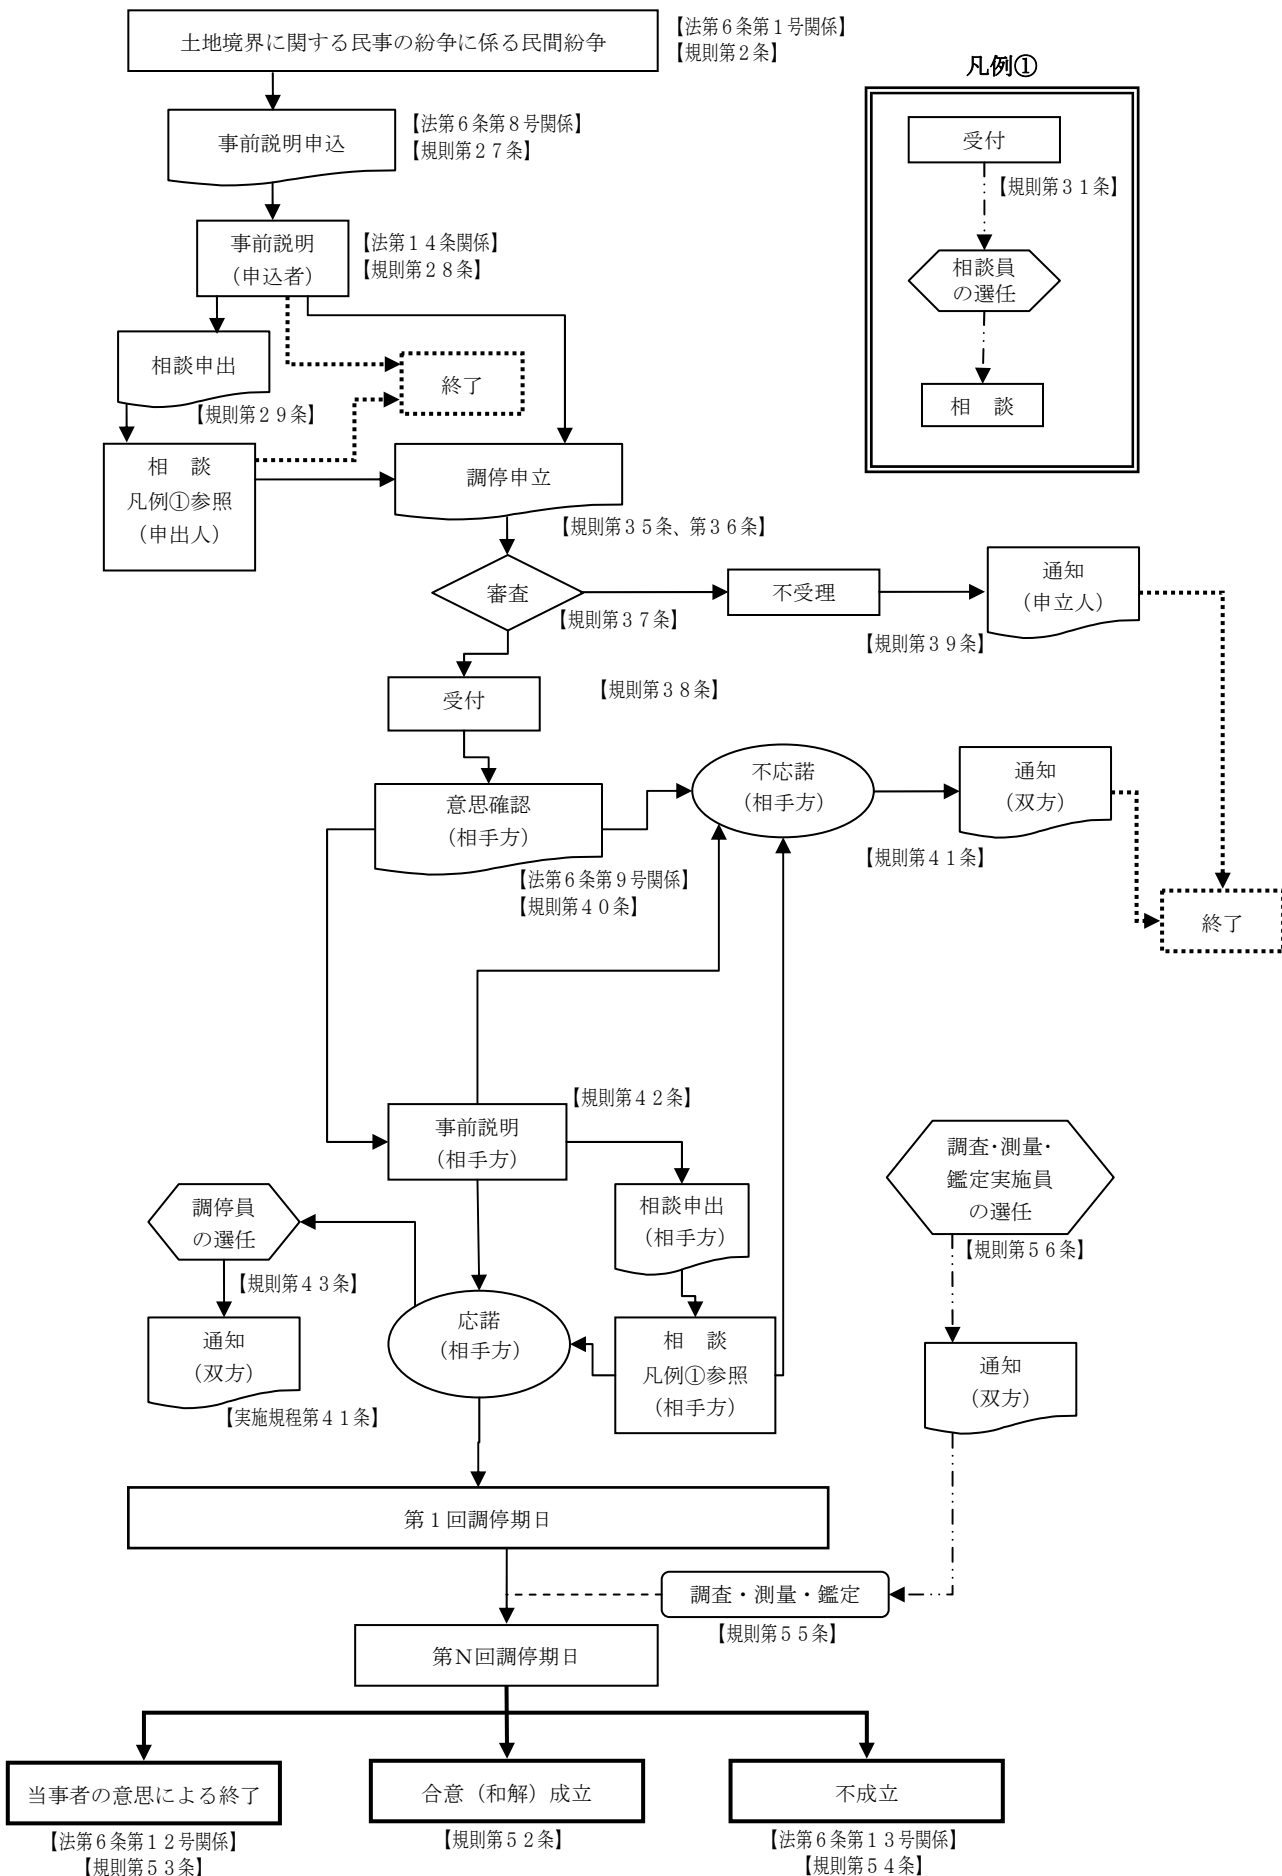 土地境界に関する民事の紛争に係る民間紛争
【法第６条第１号関係】
【規則第２条】
凡例①
受付
【規則第３１条】
相談員
の選任
相　談
事前説明申込
【法第６条第８号関係】
【規則第２７条】
事前説明
（申込者）
【法第１４条関係】
【規則第２８条】
相談申出
【規則第２９条】
終了
相　談
凡例①参照
（申出人）
調停申立
【規則第３５条、第３６条】
審査
【規則第３７条】
不受理
【規則第３９条】
通知
（申立人）
受付
【規則第３８条】
意思確認
（相手方）
【法第６条第９号関係】
【規則第４０条】
不応諾
（相手方）
【規則第４１条】
通知
（双方）
終了
事前説明
（相手方）
【規則第４２条】
相談申出
（相手方）
調査・測量・
鑑定実施員
の選任
【規則第５６条】
調停員
の選任
【規則第４３条】
通知
（双方）
【実施規程第４１条】
応諾
（相手方）
相　談
凡例①参照
（相手方）
通知
（双方）
第１回調停期日
調査・測量・鑑定
【規則第５５条】
第Ｎ回調停期日
当事者の意思による終了
【法第６条第１２号関係】
【規則第５３条】
合意（和解）成立
【規則第５２条】
不成立
【法第６条第１３号関係】
【規則第５４条】